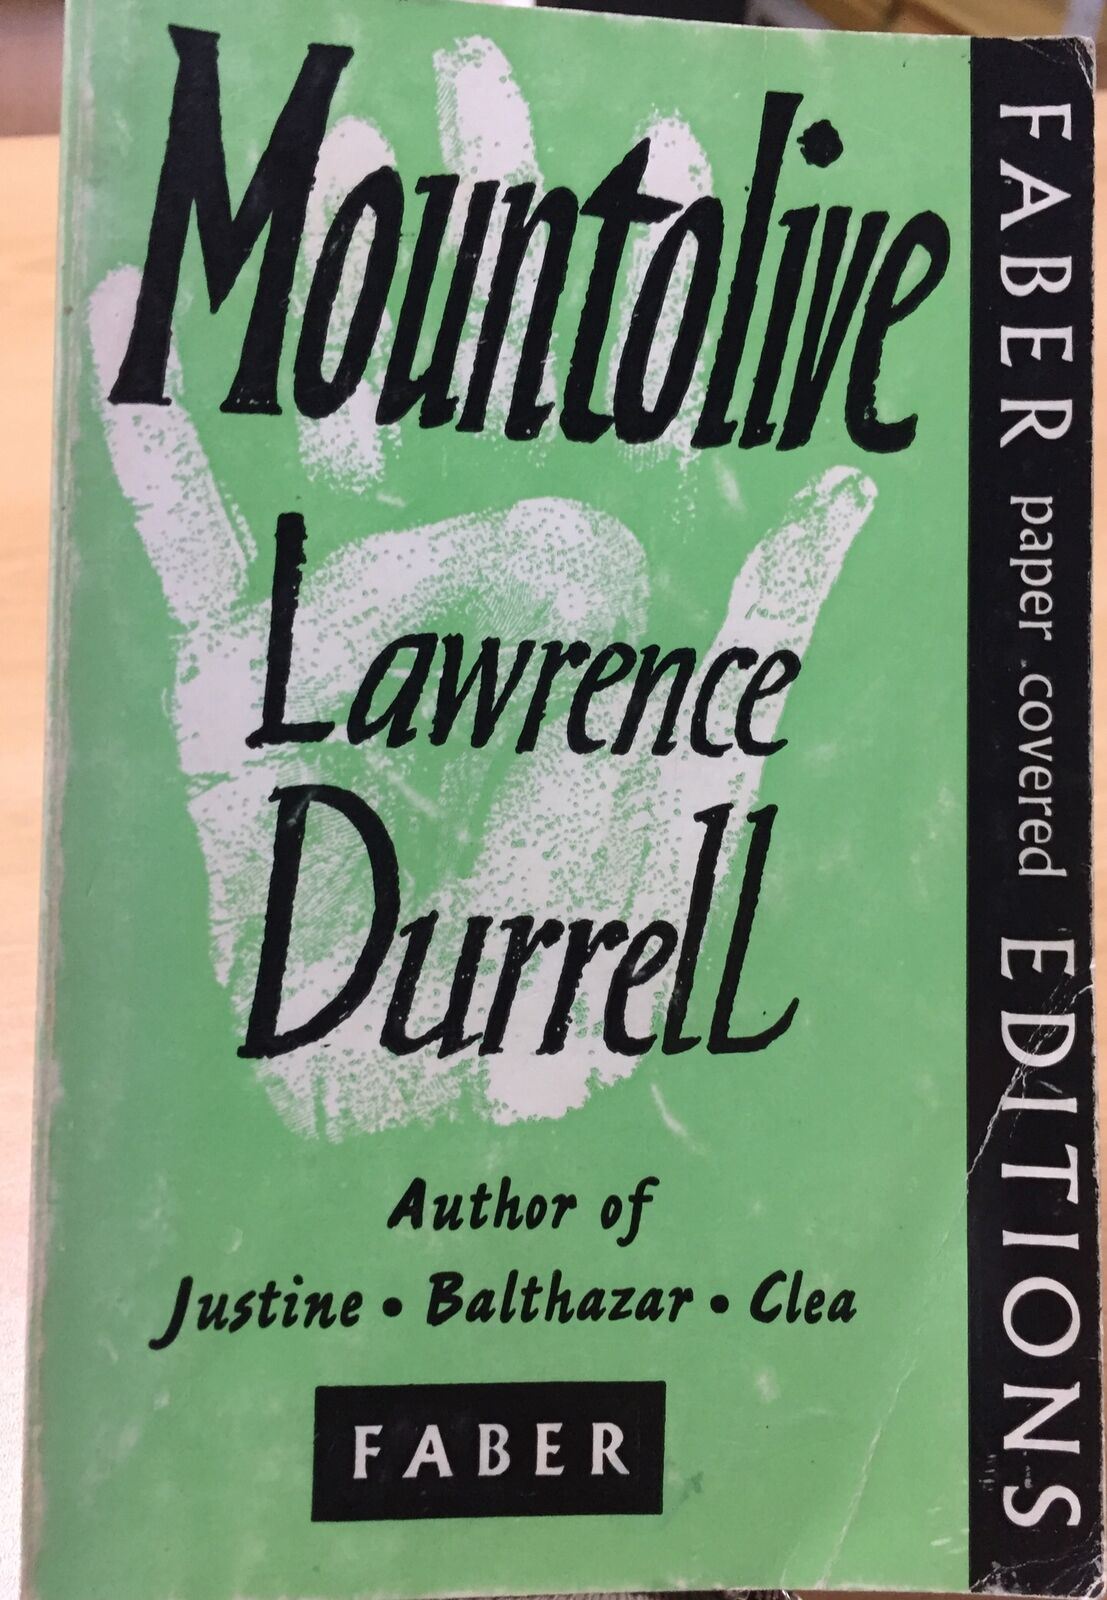 Mountolive
Lawrence
Durrell
Author of
Justine • Balthazar • Clea
FABER
FABER paper covered EDITIONS